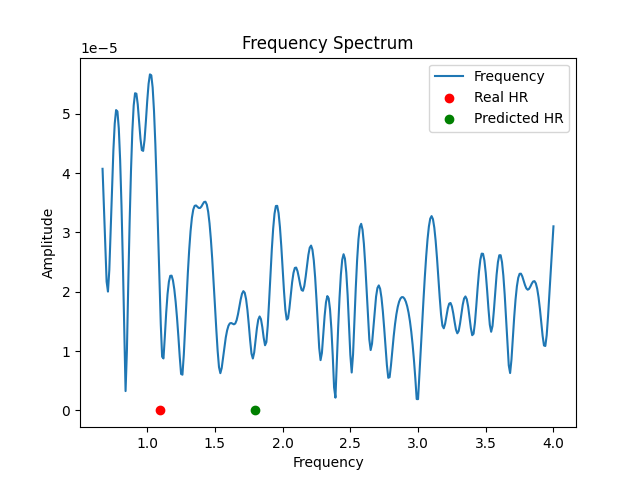 Frequency Spectrum
1e−5
Frequency
Real HR
Predicted HR
5
4
3
2
1
0
Amplitude
1.0 1.5 2.0 2.5 3.0 3.5 4.0
Frequency